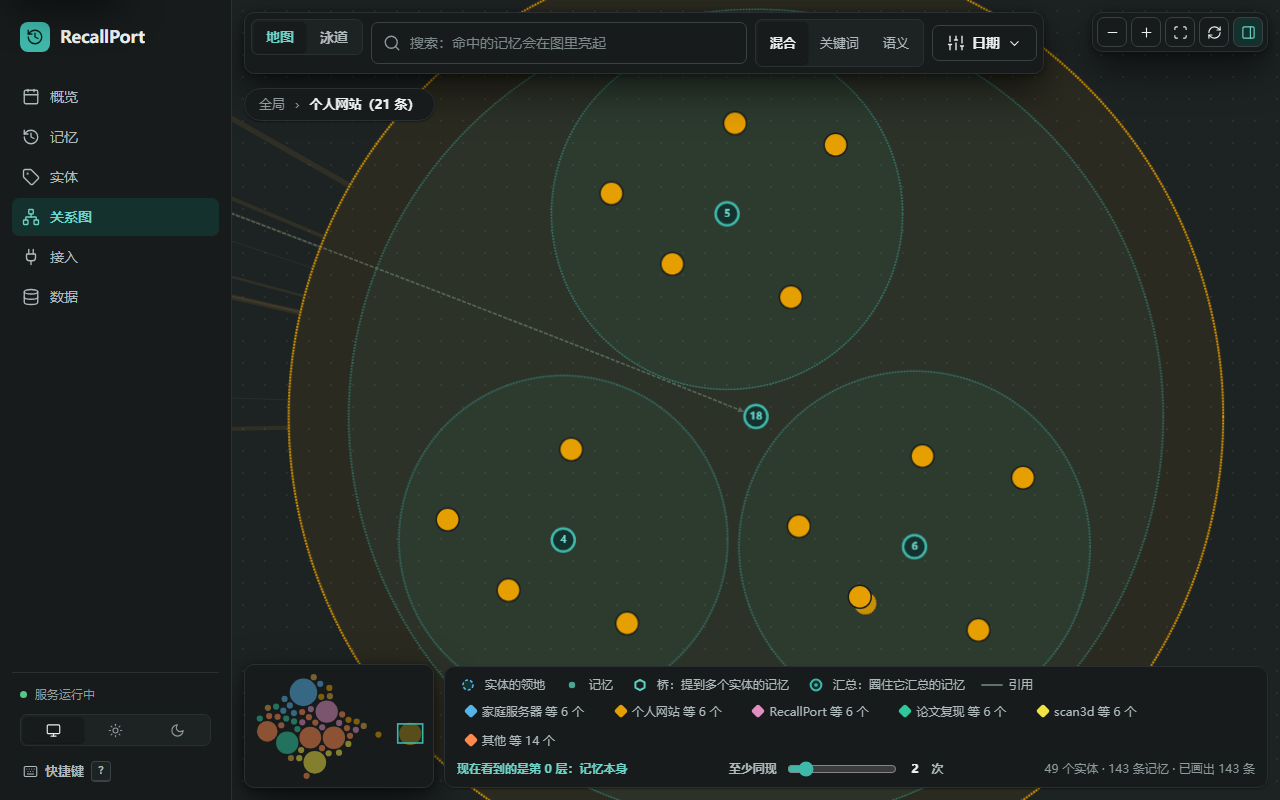 RecallPort
概览
记忆
实体
关系图
接入
数据
服务运行中
快捷键 ?
地图 泳道
搜索：命中的记忆会在图里亮起
混合 关键词 语义
日期
全局 › 个人网站（21 条）
5
18
4
6
实体的领地 记忆 桥：提到多个实体的记忆 汇总：圈住它汇总的记忆 引用
家庭服务器 等 6 个 个人网站 等 6 个 RecallPort 等 6 个 论文复现 等 6 个 scan3d 等 6 个
其他 等 14 个
现在看到的是第 0 层：记忆本身 至少同现 2 次 49 个实体 · 143 条记忆 · 已画出 143 条